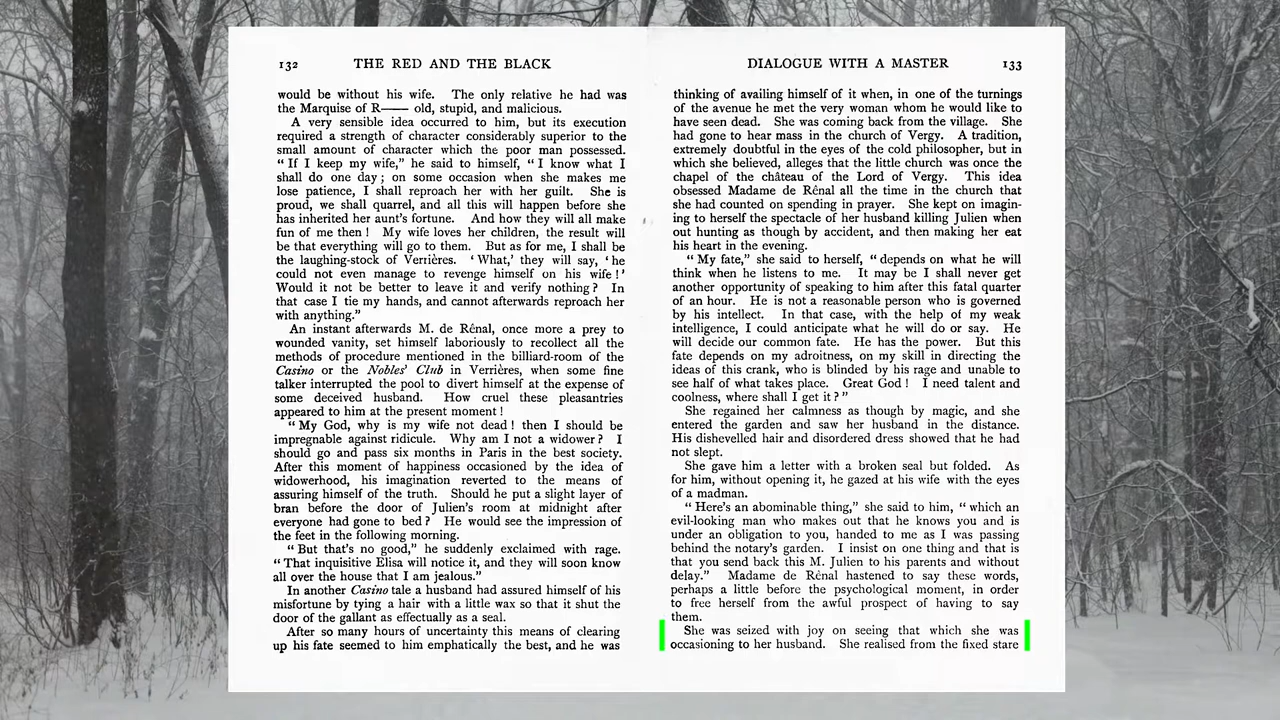 132 THE RED AND THE BLACK
would be without his wife. The only relative he had was
the Marquise of R—— old, stupid, and malicious.
A very sensible idea occurred to him, but its execution
required a strength of character considerably superior to the
small amount of character which the poor man possessed.
“ If I keep my wife,” he said to himself, “ I know what I
shall do one day ; on some occasion when she makes me
lose patience, I shall reproach her with her guilt. She is
proud, we shall quarrel, and all this will happen before she
has inherited her aunt’s fortune. And how they will all make
fun of me then ! My wife loves her children, the result will
be that everything will go to them. But as for me, I shall be
the laughing-stock of Verrières. ‘ What,’ they will say, ‘ he
could not even manage to revenge himself on his wife ! ’
Would it not be better to leave it and verify nothing ? In
that case I tie my hands, and cannot afterwards reproach her
with anything.”
An instant afterwards M. de Rênal, once more a prey to
wounded vanity, set himself laboriously to recollect all the
methods of procedure mentioned in the billiard-room of the
Casino or the Nobles’ Club in Verrières, when some fine
talker interrupted the pool to divert himself at the expense of
some deceived husband. How cruel these pleasantries
appeared to him at the present moment !
“ My God, why is my wife not dead ! then I should be
impregnable against ridicule. Why am I not a widower ? I
should go and pass six months in Paris in the best society.
After this moment of happiness occasioned by the idea of
widowerhood, his imagination reverted to the means of
assuring himself of the truth. Should he put a slight layer of
bran before the door of Julien’s room at midnight after
everyone had gone to bed ? He would see the impression of
the feet in the following morning.
“ But that’s no good,” he suddenly exclaimed with rage.
“ That inquisitive Elisa will notice it, and they will soon know
all over the house that I am jealous.”
In another Casino tale a husband had assured himself of his
misfortune by tying a hair with a little wax so that it shut the
door of the gallant as effectually as a seal.
After so many hours of uncertainty this means of clearing
up his fate seemed to him emphatically the best, and he was
DIALOGUE WITH A MASTER 133
thinking of availing himself of it when, in one of the turnings
of the avenue he met the very woman whom he would like to
have seen dead. She was coming back from the village. She
had gone to hear mass in the church of Vergy. A tradition,
extremely doubtful in the eyes of the cold philosopher, but in
which she believed, alleges that the little church was once the
chapel of the château of the Lord of Vergy. This idea
obsessed Madame de Rênal all the time in the church that
she had counted on spending in prayer. She kept on imagin-
ing to herself the spectacle of her husband killing Julien when
out hunting as though by accident, and then making her eat
his heart in the evening.
“ My fate,” she said to herself, “ depends on what he will
think when he listens to me. It may be I shall never get
another opportunity of speaking to him after this fatal quarter
of an hour. He is not a reasonable person who is governed
by his intellect. In that case, with the help of my weak
intelligence, I could anticipate what he will do or say. He
will decide our common fate. He has the power. But this
fate depends on my adroitness, on my skill in directing the
ideas of this crank, who is blinded by his rage and unable to
see half of what takes place. Great God ! I need talent and
coolness, where shall I get it ? ”
She regained her calmness as though by magic, and she
entered the garden and saw her husband in the distance.
His dishevelled hair and disordered dress showed that he had
not slept.
She gave him a letter with a broken seal but folded. As
for him, without opening it, he gazed at his wife with the eyes
of a madman.
“ Here’s an abominable thing,” she said to him, “ which an
evil-looking man who makes out that he knows you and is
under an obligation to you, handed to me as I was passing
behind the notary’s garden. I insist on one thing and that is
that you send back this M. Julien to his parents and without
delay.” Madame de Rênal hastened to say these words,
perhaps a little before the psychological moment, in order
to free herself from the awful prospect of having to say
them.
She was seized with joy on seeing that which she was
occasioning to her husband. She realised from the fixed stare